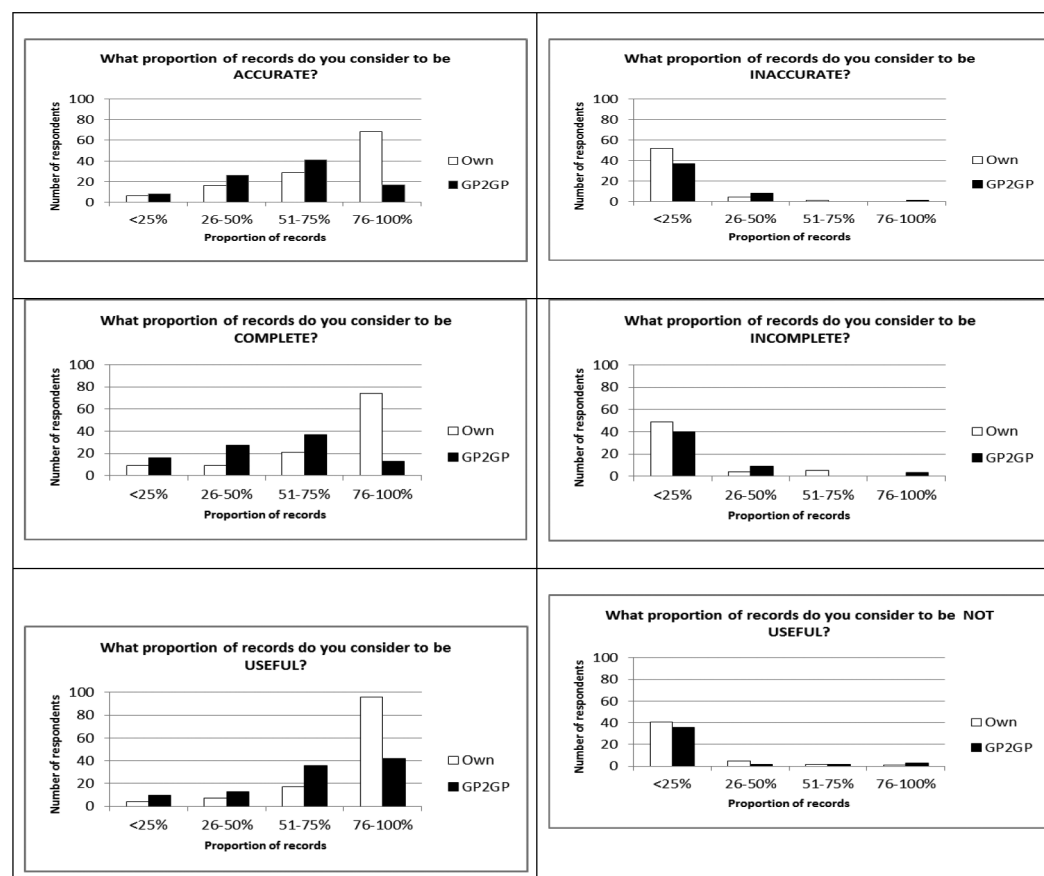 What proportion of records do you consider to be
ACCURATE?
Number of respondents
100
80
60
40
20
0
<25%
26-50%
51-75%
76-100%
Proportion of records
Own
GP2GP
What proportion of records do you consider to be
INACCURATE?
Number of respondents
100
80
60
40
20
0
<25%
26-50%
51-75%
76-100%
Proportion of records
Own
GP2GP
What proportion of records do you consider to be
COMPLETE?
Number of respondents
100
80
60
40
20
0
<25%
26-50%
51-75%
76-100%
Proportion of records
Own
GP2GP
What proportion of records do you consider to be
INCOMPLETE?
Number of respondents
100
80
60
40
20
0
<25%
26-50%
51-75%
76-100%
Proportion of records
Own
GP2GP
What proportion of records do you consider to be
USEFUL?
Number of respondents
100
80
60
40
20
0
<25%
26-50%
51-75%
76-100%
Proportion of records
Own
GP2GP
What proportion of records do you consider to be NOT
USEFUL?
Number of respondents
100
80
60
40
20
0
<25%
26-50%
51-75%
76-100%
Proportion of records
Own
GP2GP